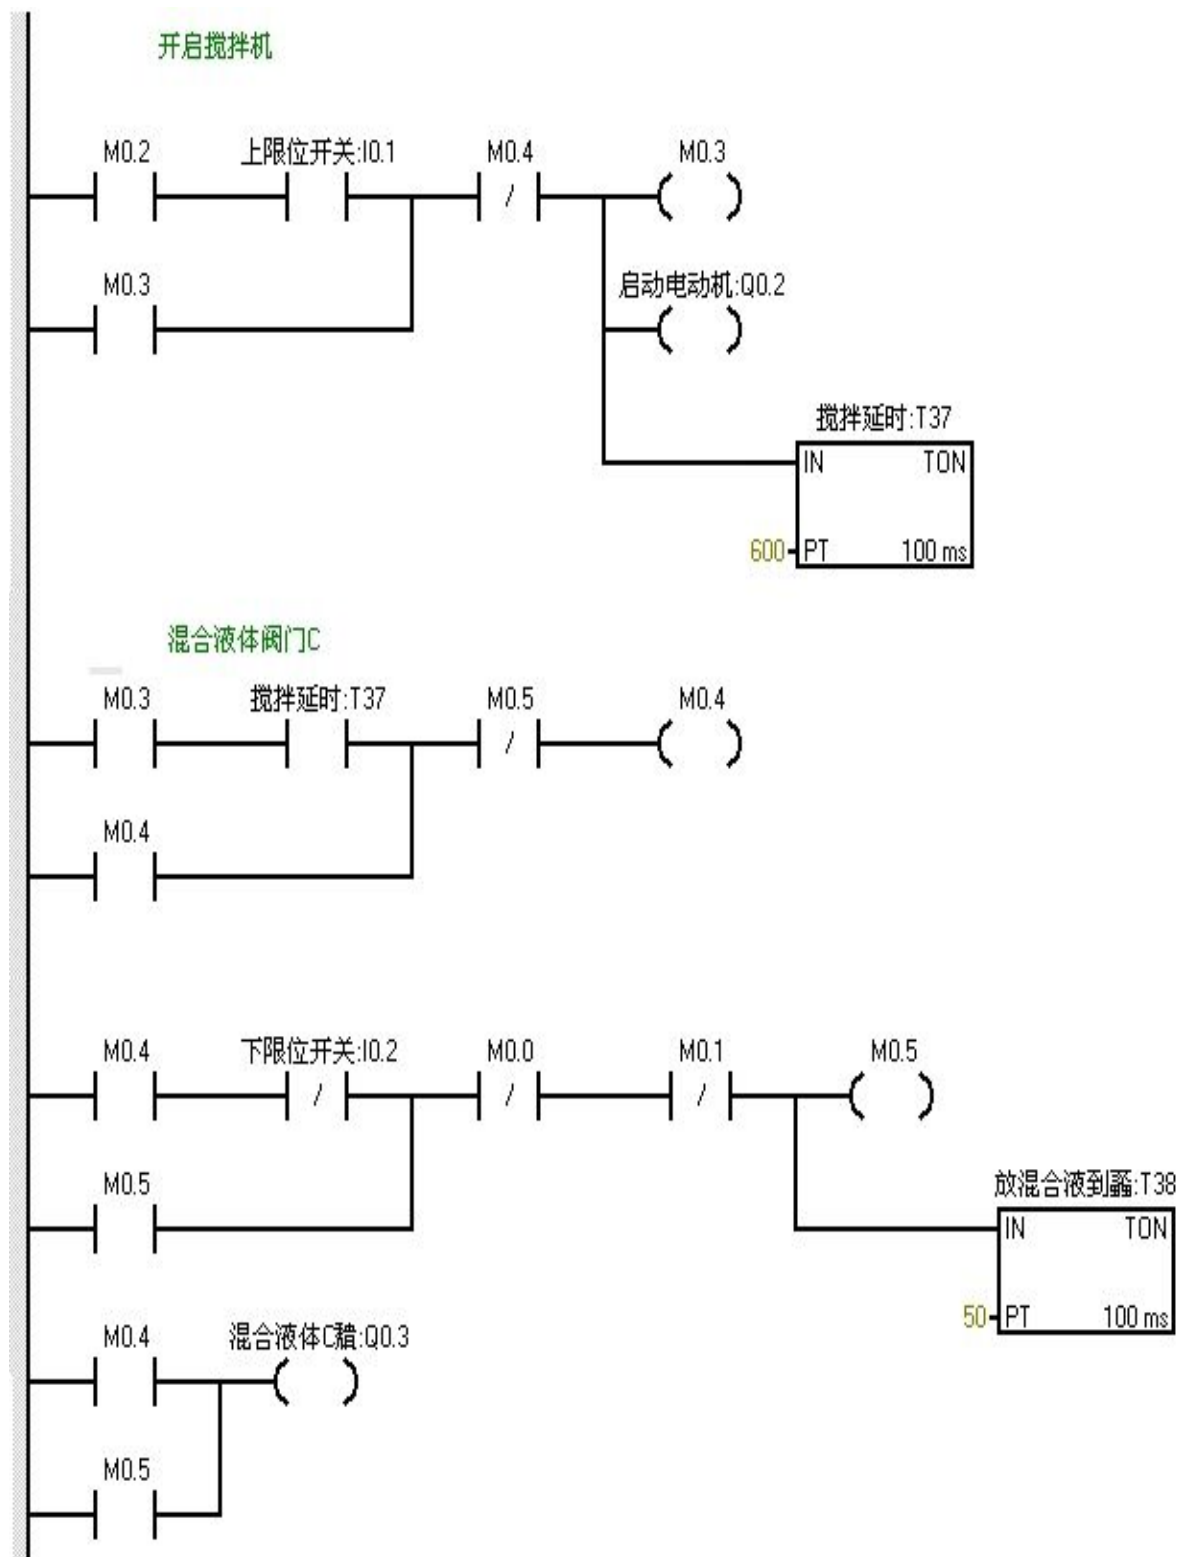 开启搅拌机
M0.2 上限位开关:I0.1 M0.4 M0.3
/
M0.3 启动电动机:Q0.2
搅拌延时:T37
IN TON
600 PT 100 ms
混合液体阀门C
M0.3 搅拌延时:T37 M0.5 M0.4
/
M0.4
M0.4 下限位开关:I0.2 M0.0 M0.1 M0.5
/ / /
M0.5 放混合液到:T38
IN TON
50 PT 100 ms
M0.4 混合液体C:Q0.3
M0.5